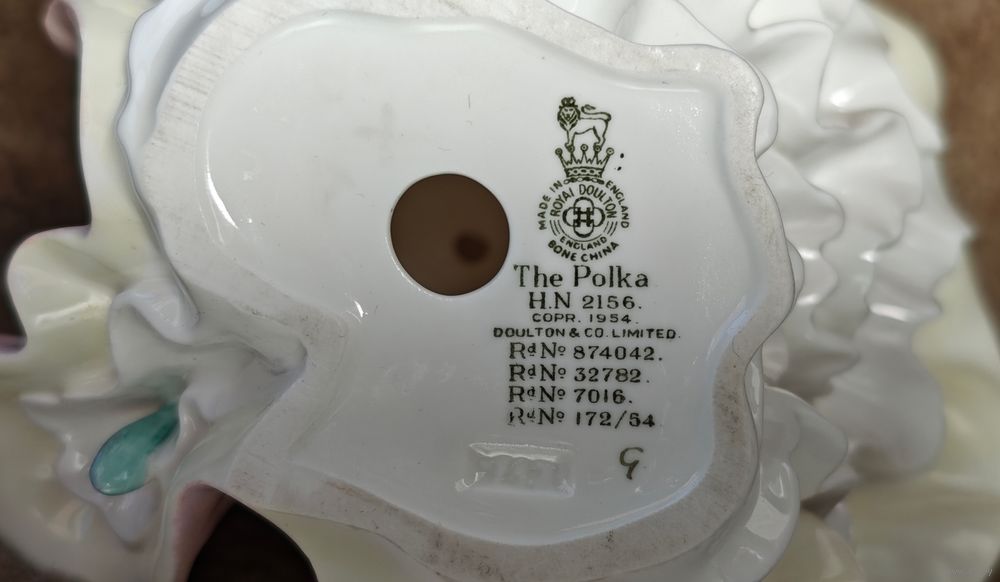 MADE IN ENGLAND
ROYAL DOULTON
ENGLAND
BONE CHINA
The Polka
H.N 2156.
COPR. 1954.
DOULTON & CO. LIMITED.
Rd No 874042.
Rd No 32782.
Rd No 7016.
Rd No 172/54.
G